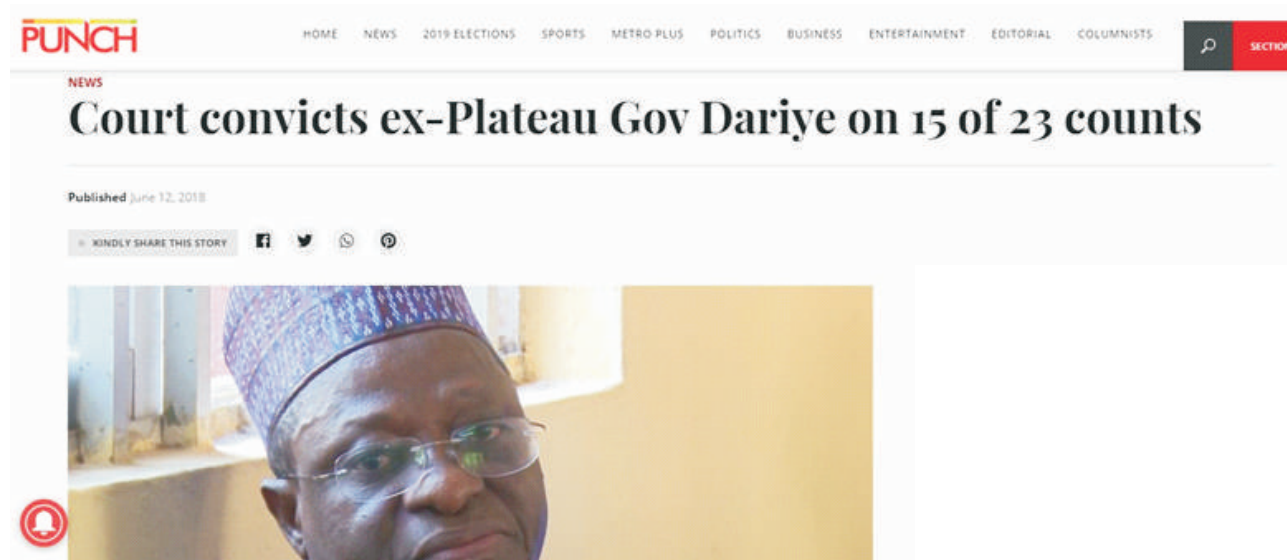 PUNCH
HOME NEWS 2019 ELECTIONS SPORTS METRO PLUS POLITICS BUSINESS ENTERTAINMENT EDITORIAL COLUMNISTS
NEWS
Court convicts ex-Plateau Gov Dariye on 15 of 23 counts
Published June 12, 2018
KINDLY SHARE THIS STORY